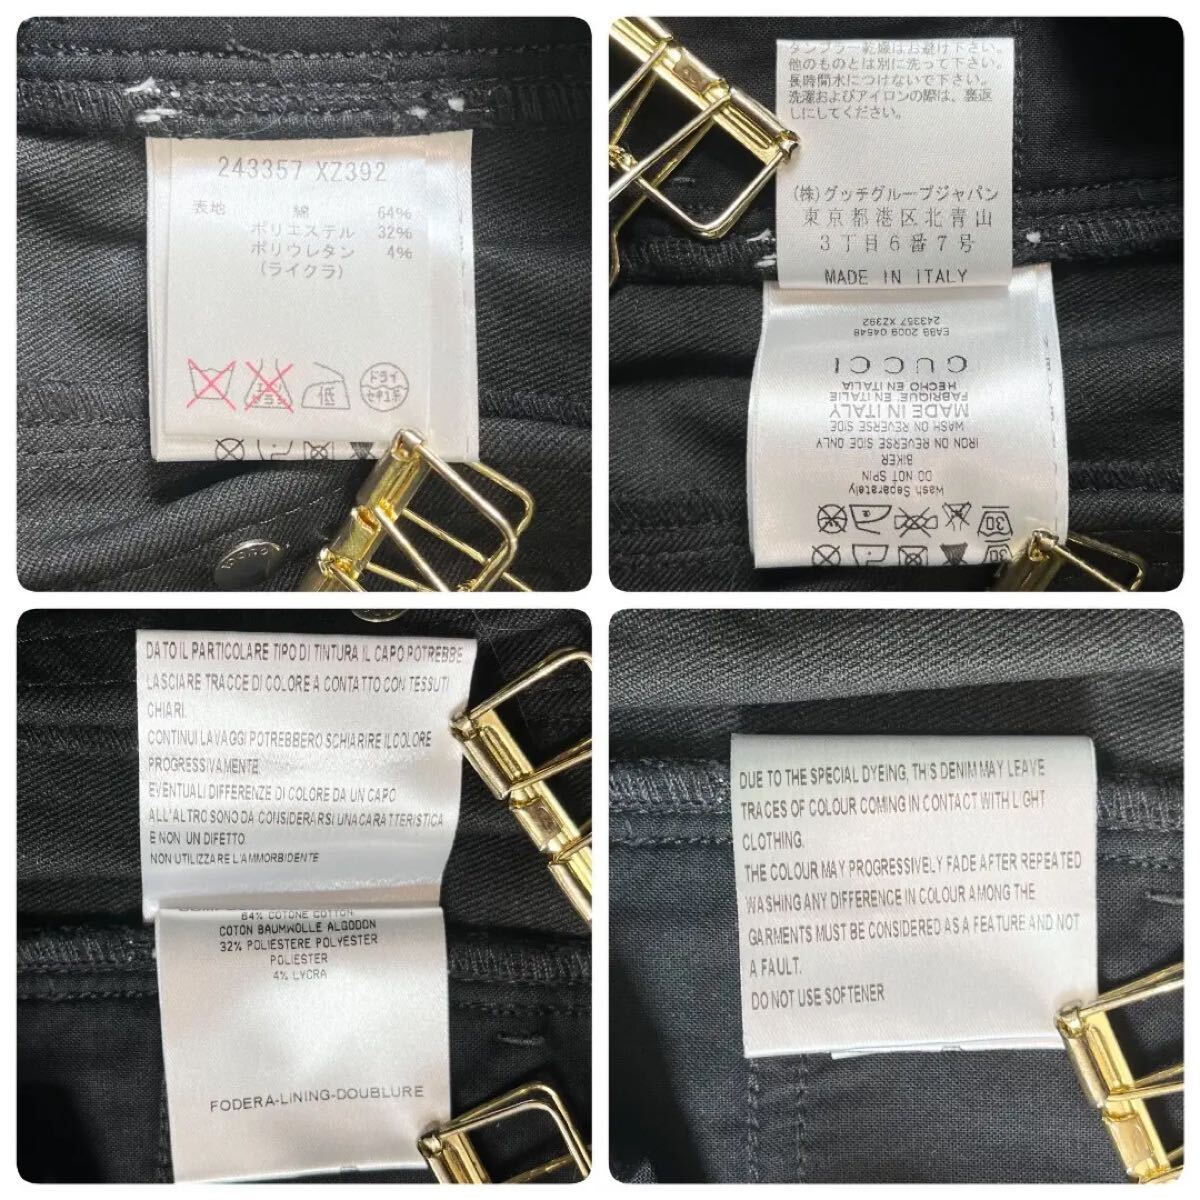 243357 XZ392
表地 綿 64%
ポリエステル 32%
ポリウレタン 4%
(ライクラ)
低
ドライ
セキユ系
タンブラー乾燥はお避け下さい。
他のものとは別に洗って下さい。
長時間水につけないで下さい。
洗濯およびアイロンの際は、裏返
しにしてください。
(株)グッチグループジャパン
東京都港区北青山
3丁目6番7号
MADE IN ITALY
243357 XZ392
GUCCI
HECHO EN ITALIA
FABRIQUE' EN ITALIE
MADE IN ITALY
WASH ON REVERSE SIDE
IRON ON REVERSE SIDE ONLY
BIKER
DO NOT SPIN
Wash Separately
30
30
DATO IL PARTICOLARE TIPO DI TINTURA IL CAPO POTREBBE
LASCIARE TRACCE DI COLORE A CONTATTO CON TESSUTI
CHIARI.
CONTINUI LAVAGGI POTREBBERO SCHIARIRE IL COLORE
PROGRESSIVAMENTE.
EVENTUALI DIFFERENZE DI COLORE DA UN CAPO
ALL'ALTRO SONO DA CONSIDERARSI UNA CARATTERISTICA
E NON UN DIFETTO.
NON UTILIZZARE L'AMMORBIDENTE
64% COTONE COTTON
COTON BAUMWOLLE ALGODON
32% POLIESTERE POLYESTER
POLIESTER
4% LYCRA
FODERA-LINING-DOUBLURE
DUE TO THE SPECIAL DYEING, THIS DENIM MAY LEAVE
TRACES OF COLOUR COMING IN CONTACT WITH LIGHT
CLOTHING.
THE COLOUR MAY PROGRESSIVELY FADE AFTER REPEATED
WASHING ANY DIFFERENCE IN COLOUR AMONG THE
GARMENTS MUST BE CONSIDERED AS A FEATURE AND NOT
A FAULT.
DO NOT USE SOFTENER